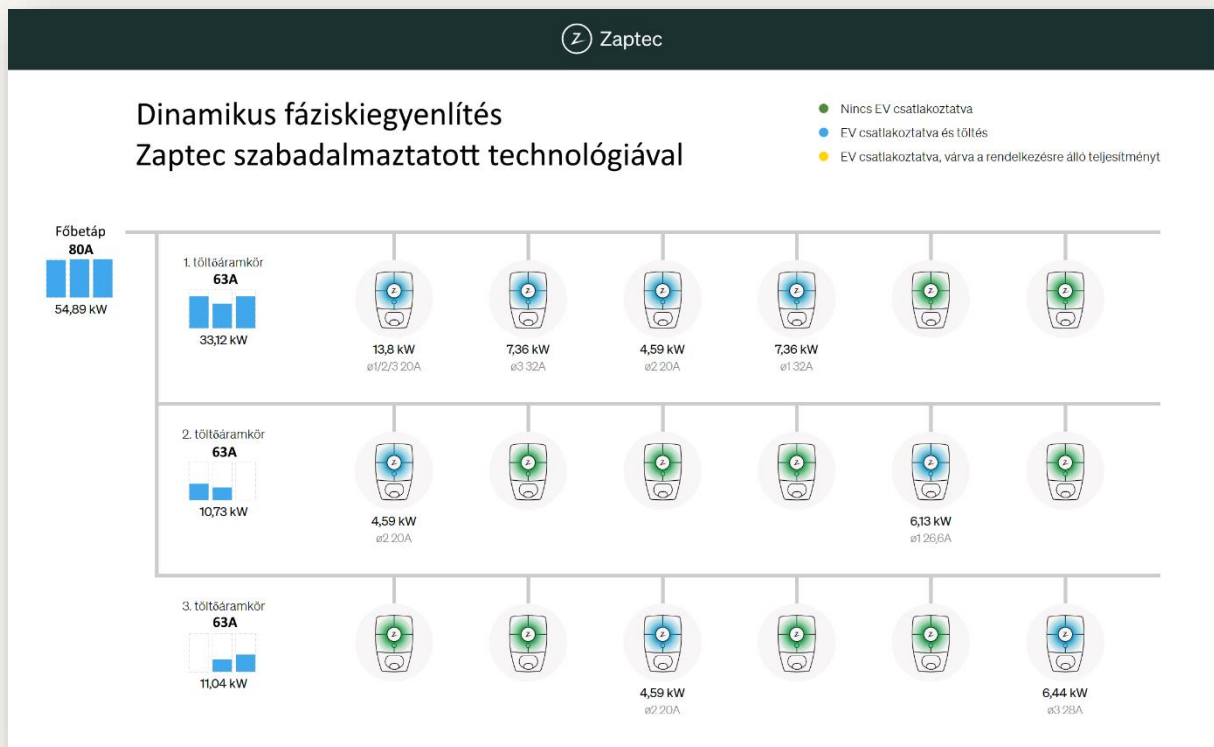 Zaptec
Dinamikus fáziskiegyenlítés
Zaptec szabadalmaztatott technológiával
Nincs EV csatlakoztatva
EV csatlakoztatva és töltés
EV csatlakoztatva, várva a rendelkezésre álló teljesítményt
Főbetáp
80A
54,89 kW
1. töltőáramkör
63A
33,12 kW
13,8 kW
ø1/2/3 20A
7,36 kW
ø3 32A
4,59 kW
ø2 20A
7,36 kW
ø1 32A
2. töltőáramkör
63A
10,73 kW
4,59 kW
ø2 20A
6,13 kW
ø1 26,6A
3. töltőáramkör
63A
11,04 kW
4,59 kW
ø2 20A
6,44 kW
ø3 28A